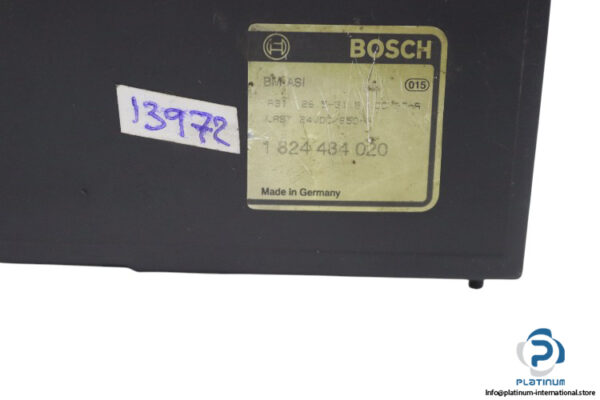 BOSCH
BM-ASI
015
13972
1 824 484 020
Made in Germany
PLATINUM
info@platinum-international.store